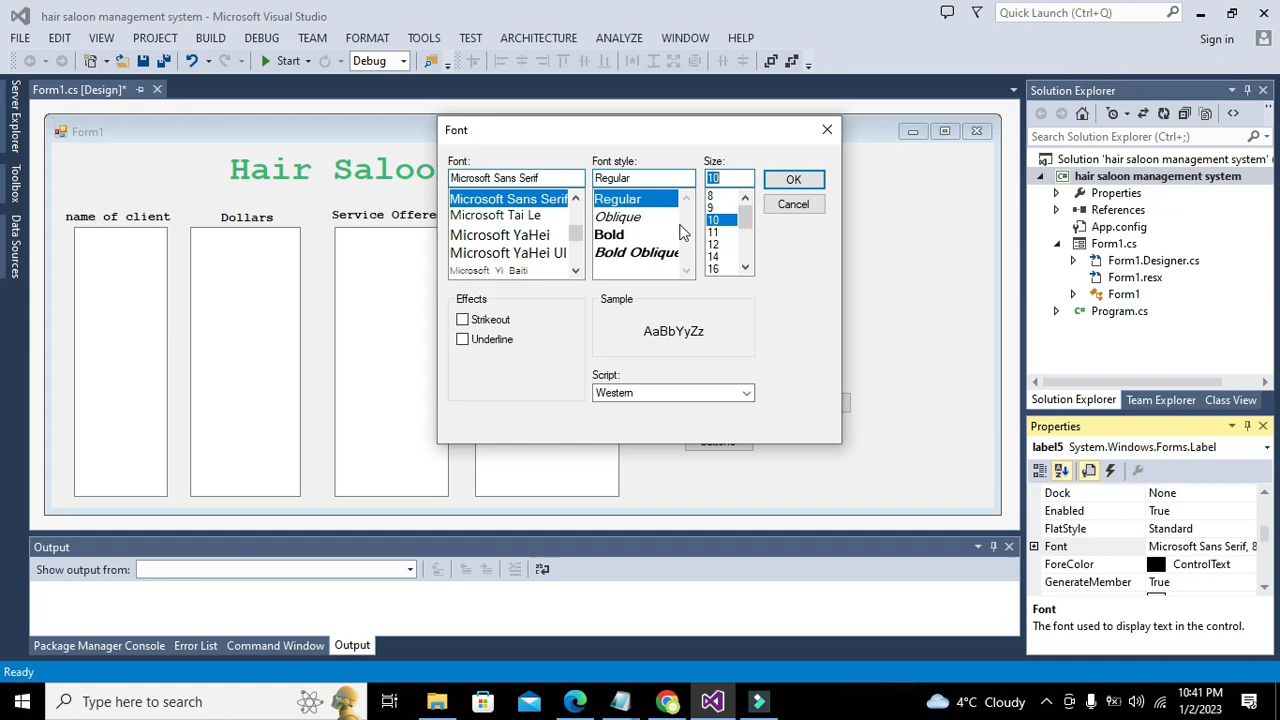 hair saloon management system - Microsoft Visual Studio
Quick Launch (Ctrl+Q)
FILE EDIT VIEW PROJECT BUILD DEBUG TEAM FORMAT TOOLS TEST ARCHITECTURE ANALYZE WINDOW HELP
Sign in
Start
Debug
Server Explorer
Toolbox
Data Sources
Form1.cs [Design]*
Form1
Hair Saloo
name of client
Dollars
Service Offere
Font
Font:
Font style:
Size:
Microsoft Sans Serif
Regular
10
OK
Cancel
Microsoft Sans Serif
Microsoft Tai Le
Microsoft YaHei
Microsoft YaHei UI
Microsoft Yi Baiti
Regular
Oblique
Bold
Bold Oblique
8
9
10
11
12
14
16
Effects
Strikeout
Underline
Sample
AaBbYyZz
Script:
Western
Solution Explorer
Search Solution Explorer (Ctrl+;)
Solution 'hair saloon management system'
hair saloon management system
Properties
References
App.config
Form1.cs
Form1.Designer.cs
Form1.resx
Form1
Program.cs
Solution Explorer Team Explorer Class View
Properties
label5 System.Windows.Forms.Label
Dock None
Enabled True
FlatStyle Standard
Font Microsoft Sans Serif, 8
ForeColor ControlText
GenerateMember True
Font
The font used to display text in the control.
Output
Show output from:
Package Manager Console Error List Command Window Output
Ready
Type here to search
4°C Cloudy
10:41 PM
1/2/2023